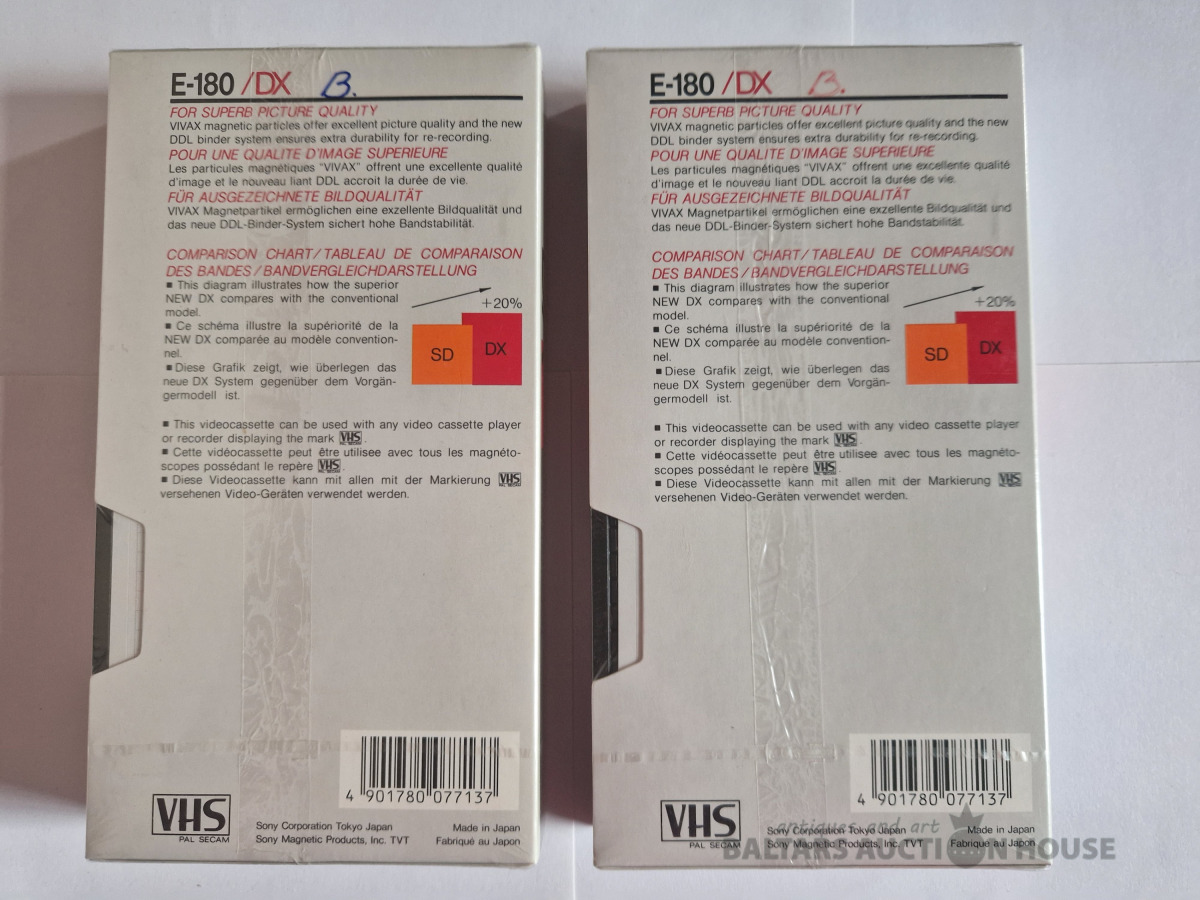 E-180 /DX B.
FOR SUPERB PICTURE QUALITY
VIVAX magnetic particles offer excellent picture quality and the new
DDL binder system ensures extra durability for re-recording.
POUR UNE QUALITE D'IMAGE SUPERIEURE
Les particules magnétiques "VIVAX" offrent une excellente qualité
d'image et le nouveau liant DDL accroit la durée de vie.
FÜR AUSGEZEICHNETE BILDQUALITÄT
VIVAX Magnetpartikel ermöglichen eine exzellente Bildqualität und
das neue DDL-Binder-System sichert hohe Bandstabilität.
COMPARISON CHART/TABLEAU DE COMPARAISON
DES BANDES/BANDVERGLEICHDARSTELLUNG
■ This diagram illustrates how the superior
NEW DX compares with the conventional
model.
■ Ce schéma illustre la supériorité de la
NEW DX comparée au modèle convention-
nel.
■ Diese Grafik zeigt, wie überlegen das
neue DX System gegenüber dem Vorgän-
germodell ist.
+20%
SD DX
■ This videocassette can be used with any video cassette player
or recorder displaying the mark VHS.
■ Cette vidéocassette peut être utilisee avec tous les magnéto-
scopes possédant le repère VHS.
■ Diese Videocassette kann mit allen mit der Markierung VHS
versehenen Video-Geräten verwendet werden.
4 901780 077137
VHS
PAL SECAM
Sony Corporation Tokyo Japan
Sony Magnetic Products, Inc. TVT
Made in Japan
Fabriqué au Japon
E-180 /DX B.
FOR SUPERB PICTURE QUALITY
VIVAX magnetic particles offer excellent picture quality and the new
DDL binder system ensures extra durability for re-recording.
POUR UNE QUALITE D'IMAGE SUPERIEURE
Les particules magnétiques "VIVAX" offrent une excellente qualité
d'image et le nouveau liant DDL accroit la durée de vie.
FÜR AUSGEZEICHNETE BILDQUALITÄT
VIVAX Magnetpartikel ermöglichen eine exzellente Bildqualität und
das neue DDL-Binder-System sichert hohe Bandstabilität.
COMPARISON CHART/TABLEAU DE COMPARAISON
DES BANDES/BANDVERGLEICHDARSTELLUNG
■ This diagram illustrates how the superior
NEW DX compares with the conventional
model.
■ Ce schéma illustre la supériorité de la
NEW DX comparée au modèle convention-
nel.
■ Diese Grafik zeigt, wie überlegen das
neue DX System gegenüber dem Vorgän-
germodell ist.
+20%
SD DX
■ This videocassette can be used with any video cassette player
or recorder displaying the mark VHS.
■ Cette vidéocassette peut être utilisee avec tous les magnéto-
scopes possédant le repère VHS.
■ Diese Videocassette kann mit allen mit der Markierung VHS
versehenen Video-Geräten verwendet werden.
4 901780 077137
VHS
PAL SECAM
Sony Corporation Tokyo Japan
Sony Magnetic Products, Inc. TVT
Made in Japan
Fabriqué au Japon
antiques and art
BALTARS AUCTION HOUSE